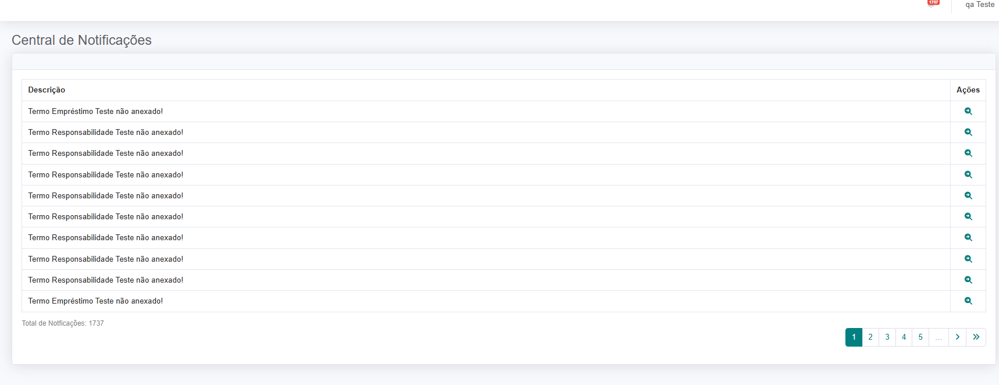 1737
qa Teste
Central de Notificações
Descrição Ações
Termo Empréstimo Teste não anexado!
Termo Responsabilidade Teste não anexado!
Termo Responsabilidade Teste não anexado!
Termo Responsabilidade Teste não anexado!
Termo Responsabilidade Teste não anexado!
Termo Responsabilidade Teste não anexado!
Termo Responsabilidade Teste não anexado!
Termo Responsabilidade Teste não anexado!
Termo Responsabilidade Teste não anexado!
Termo Empréstimo Teste não anexado!
Total de Notficações: 1737
1 2 3 4 5 ... › »